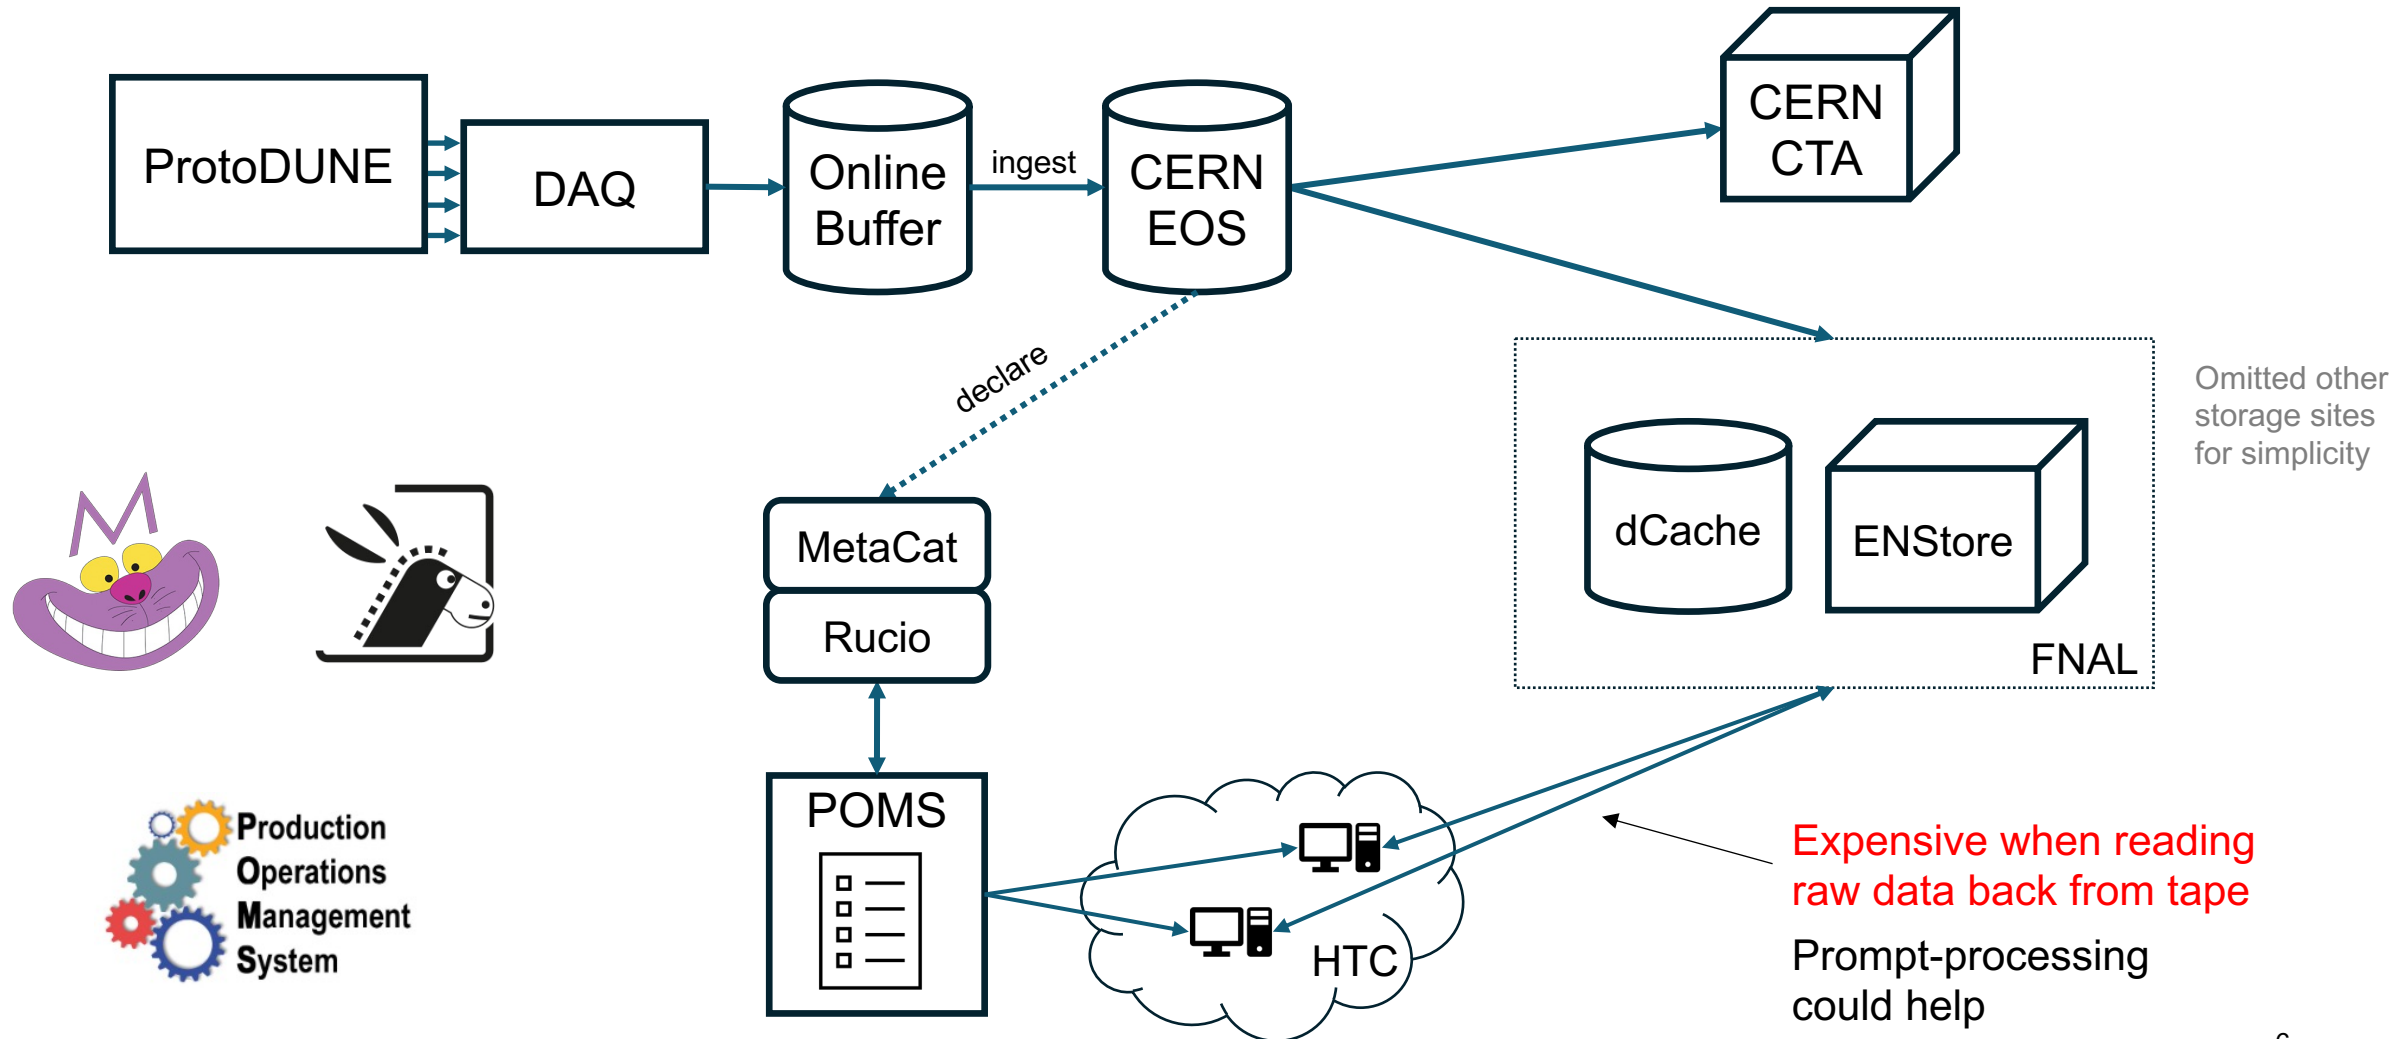 ProtoDUNE
DAQ
Online
Buffer
ingest
CERN
EOS
CERN
CTA
declare
Omitted other
storage sites
for simplicity
MetaCat
Rucio
dCache
ENStore
FNAL
M
Production
Operations
Management
System
POMS
HTC
Expensive when reading
raw data back from tape
Prompt-processing
could help